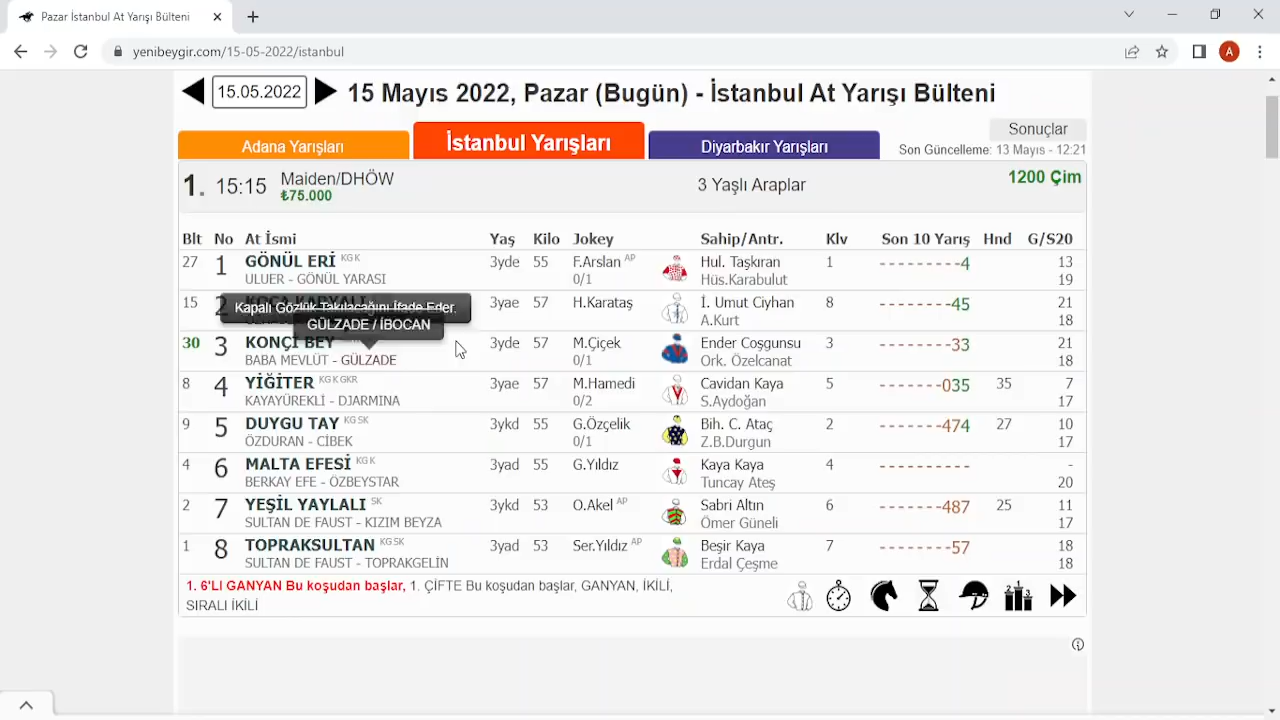 Pazar İstanbul At Yarışı Bülteni
yenibeygir.com/15-05-2022/istanbul
A
15.05.2022 15 Mayıs 2022, Pazar (Bugün) - İstanbul At Yarışı Bülteni
Sonuçlar
Adana Yarışları İstanbul Yarışları Diyarbakır Yarışları Son Güncelleme: 13 Mayıs - 12:21
1. 15:15 Maiden/DHÖW 3 Yaşlı Araplar 1200 Çim
₺75.000
Blt No At İsmi Yaş Kilo Jokey Sahip/Antr. Klv Son 10 Yarış Hnd G/S20
27 1 GÖNÜL ERİ KG K 3yde 55 F.Arslan AP Hul. Taşkıran 1 - - - - - - - - -4 13
ULUER - GÖNÜL YARASI 0/1 Hüs.Karabulut 19
15 2 3yae 57 H.Karataş İ. Umut Ciyhan 8 - - - - - - - -45 21
Kapalı Gözlük Takılacağını İfade Eder.
A.Kurt 18
GÜLZADE / İBOCAN
30 3 KONÇİ BEY 3yde 57 M.Çiçek Ender Coşgunsu 3 - - - - - - - -33 21
BABA MEVLÜT - GÜLZADE 0/1 Ork. Özelcanat 18
8 4 YİĞİTER KG K GKR 3yae 57 M.Hamedi Cavidan Kaya 5 - - - - - - -035 35 7
KAYAYÜREKLİ - DJARMINA 0/2 S.Aydoğan 17
9 5 DUYGU TAY KG SK 3ykd 55 G.Özçelik Bih. C. Ataç 2 - - - - - - -474 27 10
ÖZDURAN - CİBEK 0/1 Z.B.Durgun 17
4 6 MALTA EFESİ KG K 3yad 55 G.Yıldız Kaya Kaya 4 - - - - - - - - - - -
BERKAY EFE - ÖZBEYSTAR Tuncay Ateş 20
2 7 YEŞİL YAYLALI SK 3ykd 53 O.Akel AP Sabri Altın 6 - - - - - - -487 25 11
SULTAN DE FAUST - KIZIM BEYZA Ömer Güneli 17
1 8 TOPRAKSULTAN KG SK 3yad 53 Ser.Yıldız AP Beşir Kaya 7 - - - - - - - -57 18
SULTAN DE FAUST - TOPRAKGELİN Erdal Çeşme 18
1. 6'LI GANYAN Bu koşudan başlar, 1. ÇİFTE Bu koşudan başlar, GANYAN, İKİLİ,
SIRALI İKİLİ